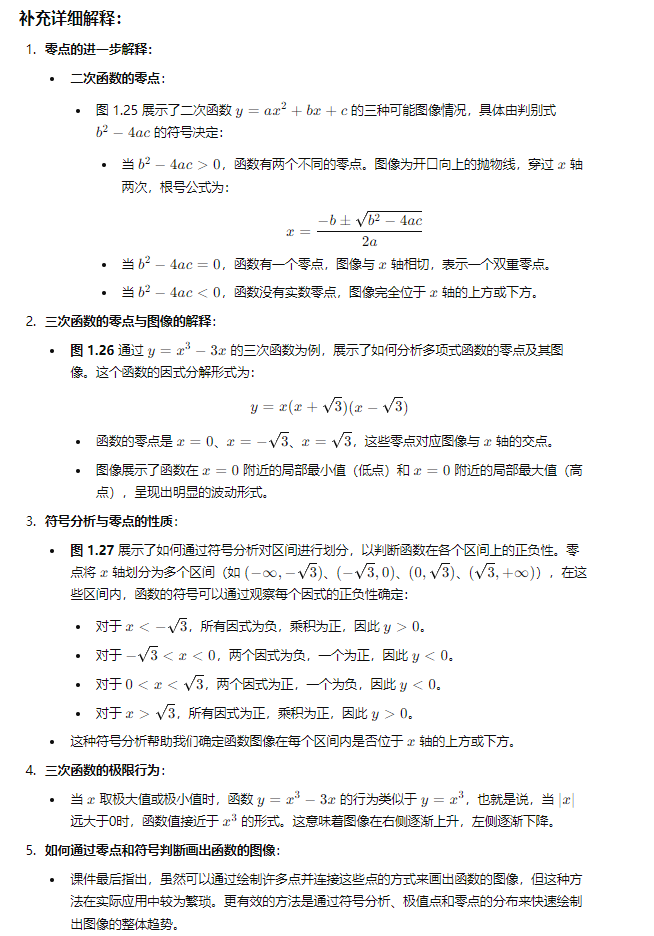 补充详细解释：
1. 零点的进一步解释：
• 二次函数的零点：
• 图 1.25 展示了二次函数 y = ax² + bx + c 的三种可能图像情况，具体由判别式
b² − 4ac 的符号决定：
• 当 b² − 4ac > 0，函数有两个不同的零点。图像为开口向上的抛物线，穿过 x 轴
两次，根号公式为：
x = (−b ± √(b² − 4ac)) / 2a
• 当 b² − 4ac = 0，函数有一个零点，图像与 x 轴相切，表示一个双重零点。
• 当 b² − 4ac < 0，函数没有实数零点，图像完全位于 x 轴的上方或下方。
2. 三次函数的零点与图像的解释：
• 图 1.26 通过 y = x³ − 3x 的三次函数为例，展示了如何分析多项式函数的零点及其图
像。这个函数的因式分解形式为：
y = x(x + √3)(x − √3)
• 函数的零点是 x = 0、x = −√3、x = √3，这些零点对应图像与 x 轴的交点。
• 图像展示了函数在 x = 0 附近的局部最小值（低点）和 x = 0 附近的局部最大值（高
点），呈现出明显的波动形式。
3. 符号分析与零点的性质：
• 图 1.27 展示了如何通过符号分析对区间进行划分，以判断函数在各个区间上的正负性。零
点将 x 轴划分为多个区间（如 (−∞, −√3)、(−√3, 0)、(0, √3)、(√3, +∞)），在这
些区间内，函数的符号可以通过观察每个因式的正负性确定：
• 对于 x < −√3，所有因式为负，乘积为正，因此 y > 0。
• 对于 −√3 < x < 0，两个因式为负，一个为正，因此 y < 0。
• 对于 0 < x < √3，两个因式为正，一个为负，因此 y < 0。
• 对于 x > √3，所有因式为正，乘积为正，因此 y > 0。
• 这种符号分析帮助我们确定函数图像在每个区间内是否位于 x 轴的上方或下方。
4. 三次函数的极限行为：
• 当 x 取极大值或极小值时，函数 y = x³ − 3x 的行为类似于 y = x³，也就是说，当 |x|
远大于0时，函数值接近于 x³ 的形式。这意味着图像在右侧逐渐上升，左侧逐渐下降。
5. 如何通过零点和符号判断画出函数的图像：
• 课件最后指出，虽然可以通过绘制许多点并连接这些点的方式来画出函数的图像，但这种方
法在实际应用中较为繁琐。更有效的方法是通过符号分析、极值点和零点的分布来快速绘制
出图像的整体趋势。